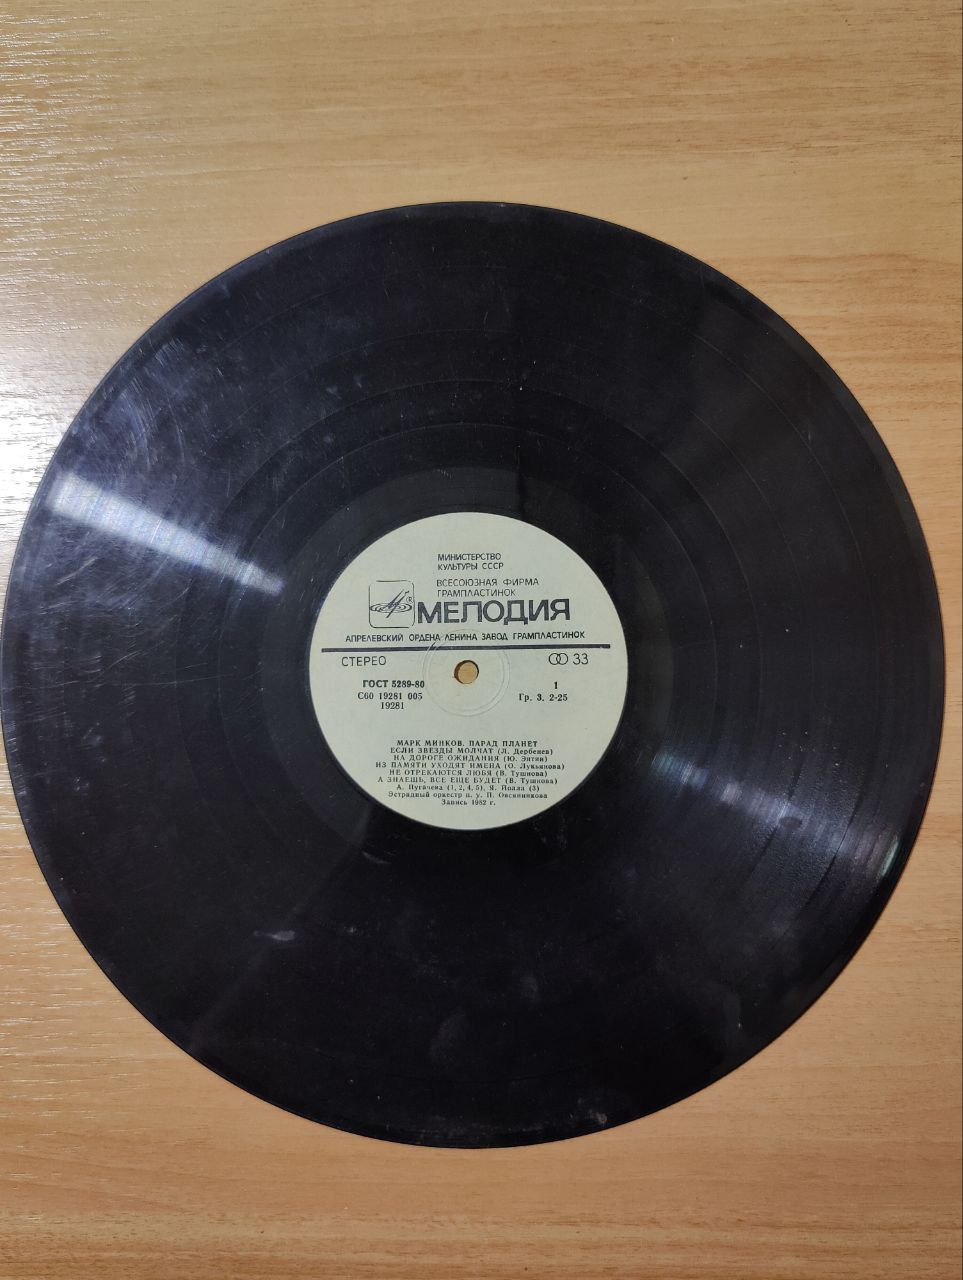 МИНИСТЕРСТВО
КУЛЬТУРЫ СССР
ВСЕСОЮЗНАЯ ФИРМА
ГРАМПЛАСТИНОК
® МЕЛОДИЯ
АПРЕЛЕВСКИЙ ОРДЕНА ЛЕНИНА ЗАВОД ГРАМПЛАСТИНОК
СТЕРЕО 33
ГОСТ 5289-80 1
С60 19281 005 Гр. 3. 2-25
19281
МАРК МИНКОВ. ПАРАД ПЛАНЕТ
ЕСЛИ ЗВЕЗДЫ МОЛЧАТ (Л. Дербенев)
НА ДОРОГЕ ОЖИДАНИЯ (Ю. Энтин)
ИЗ ПАМЯТИ УХОДЯТ ИМЕНА (О. Лукьянова)
НЕ ОТРЕКАЮТСЯ ЛЮБЯ (В. Тушнова)
А ЗНАЕШЬ, ВСЕ ЕЩЕ БУДЕТ (В. Тушнова)
А. Пугачева (1, 2, 4, 5), Я. Йоала (3)
Эстрадный оркестр п. у. П. Овсянникова
Запись 1982 г.